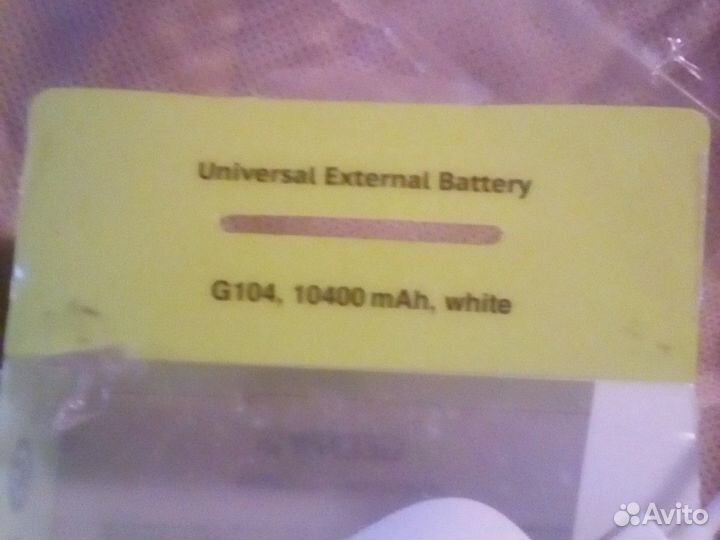 Universal External Battery
G104, 10400 mAh, white
Avito